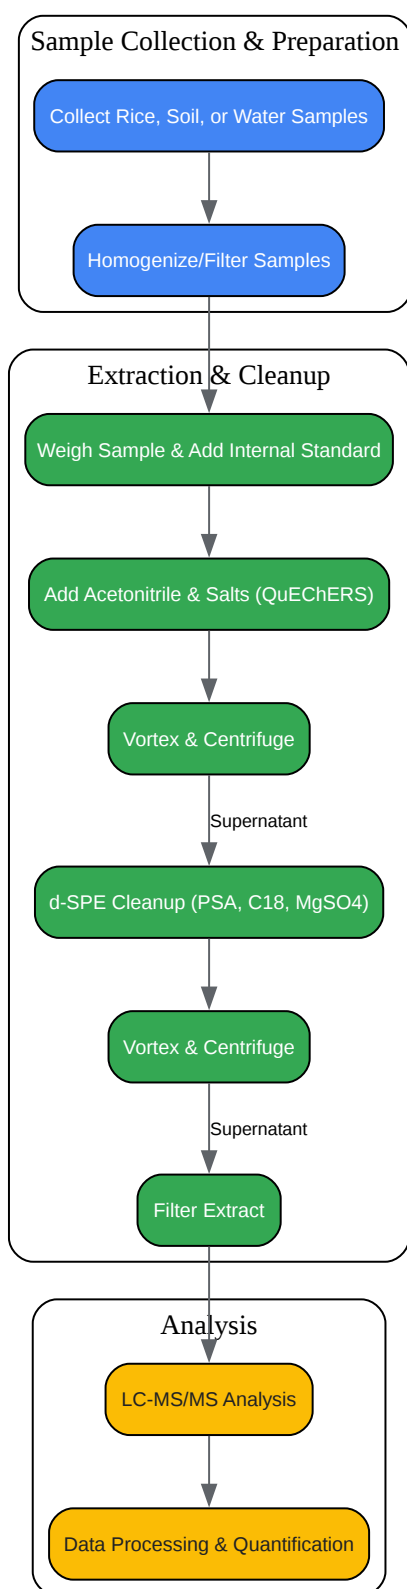 Sample Collection & Preparation
Collect Rice, Soil, or Water Samples
Homogenize/Filter Samples
Extraction & Cleanup
Weigh Sample & Add Internal Standard
Add Acetonitrile & Salts (QuEChERS)
Vortex & Centrifuge
Supernatant
d-SPE Cleanup (PSA, C18, MgSO4)
Vortex & Centrifuge
Supernatant
Filter Extract
Analysis
LC-MS/MS Analysis
Data Processing & Quantification